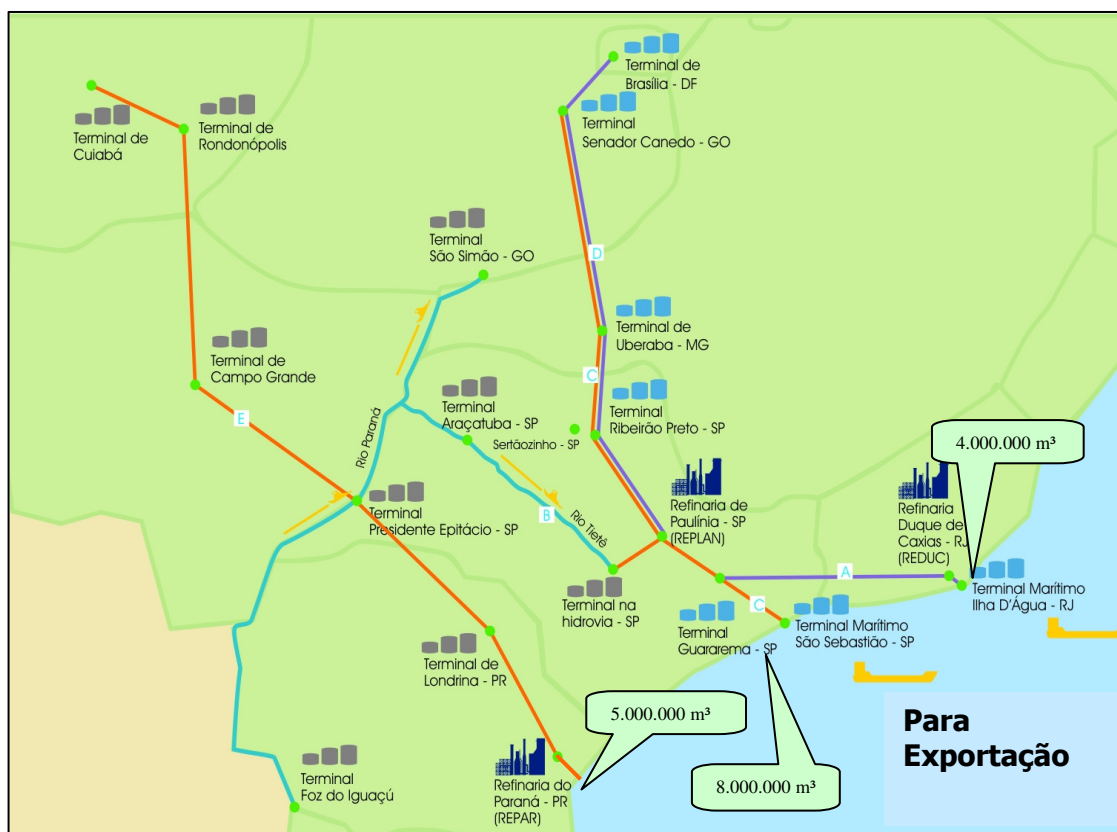 Terminal de
Brasília - DF
Terminal
Senador Canedo - GO
Terminal de
Cuiabá
Terminal de
Rondonópolis
Terminal
São Simão - GO
D
Terminal de
Uberaba - MG
Terminal de
Campo Grande
C
Terminal
Araçatuba - SP
Terminal
Ribeirão Preto - SP
Sertãozinho - SP
E
Rio Paraná
4.000.000 m³
Refinaria de
Paulínia - SP
(REPLAN)
Refinaria
Duque de
Caxias - RJ
(REDUC)
Terminal
Presidente Epitácio - SP
B
Rio Tietê
A
Terminal Marítimo
Ilha D'Água - RJ
Terminal na
hidrovia - SP
C
Terminal
Guararema - SP
Terminal Marítimo
São Sebastião - SP
Terminal de
Londrina - PR
5.000.000 m³
8.000.000 m³
Para
Exportação
Terminal
Foz do Iguaçú
Refinaria do
Paraná - PR
(REPAR)